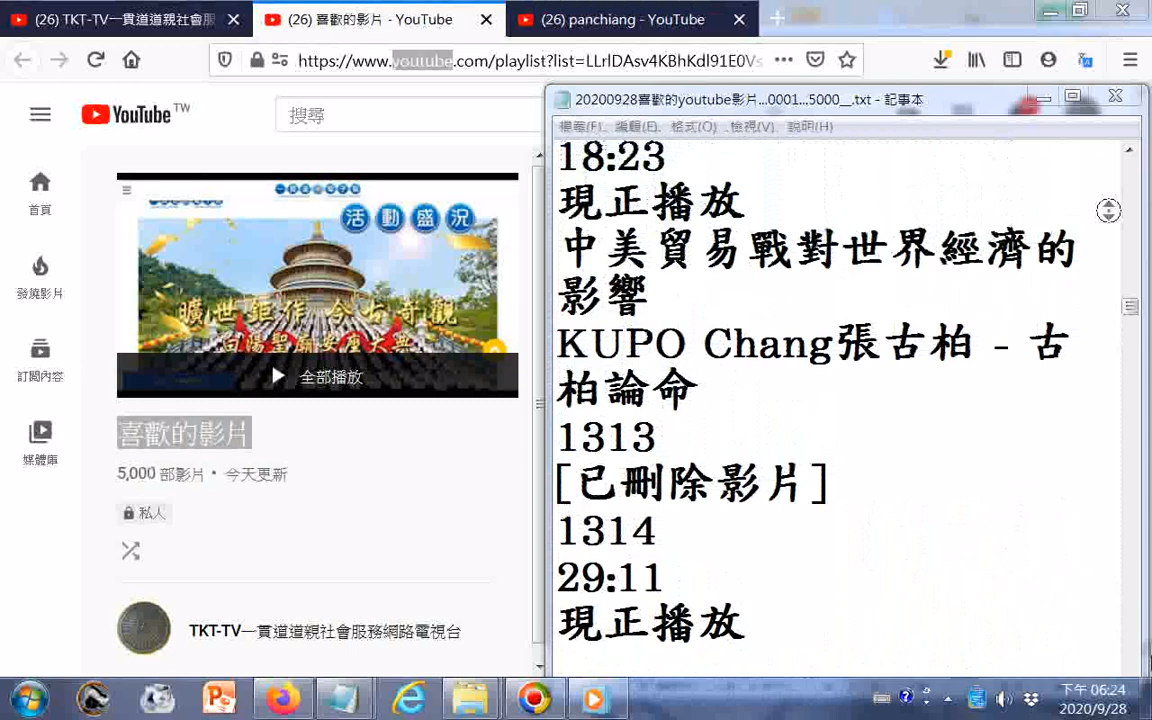 (26) TKT-TV一貫道道親社會服
(26) 喜歡的影片 - YouTube
(26) panchiang - YouTube
https://www.youtube.com/playlist?list=LLrlDAsv4KBhKdl91E0Vs
YouTube TW
搜尋
首頁
發燒影片
訂閱內容
媒體庫
活動盛況
曠世鉅作 今古奇觀
全部播放
喜歡的影片
5,000 部影片・今天更新
私人
TKT-TV一貫道道親社會服務網路電視台
20200928喜歡的youtube影片...0001...5000__.txt - 記事本
檔案(F) 編輯(E) 格式(O) 檢視(V) 說明(H)
18:23
現正播放
中美貿易戰對世界經濟的
影響
KUPO Chang張古柏 - 古
柏論命
1313
[已刪除影片]
1314
29:11
現正播放
下午 06:24
2020/9/28